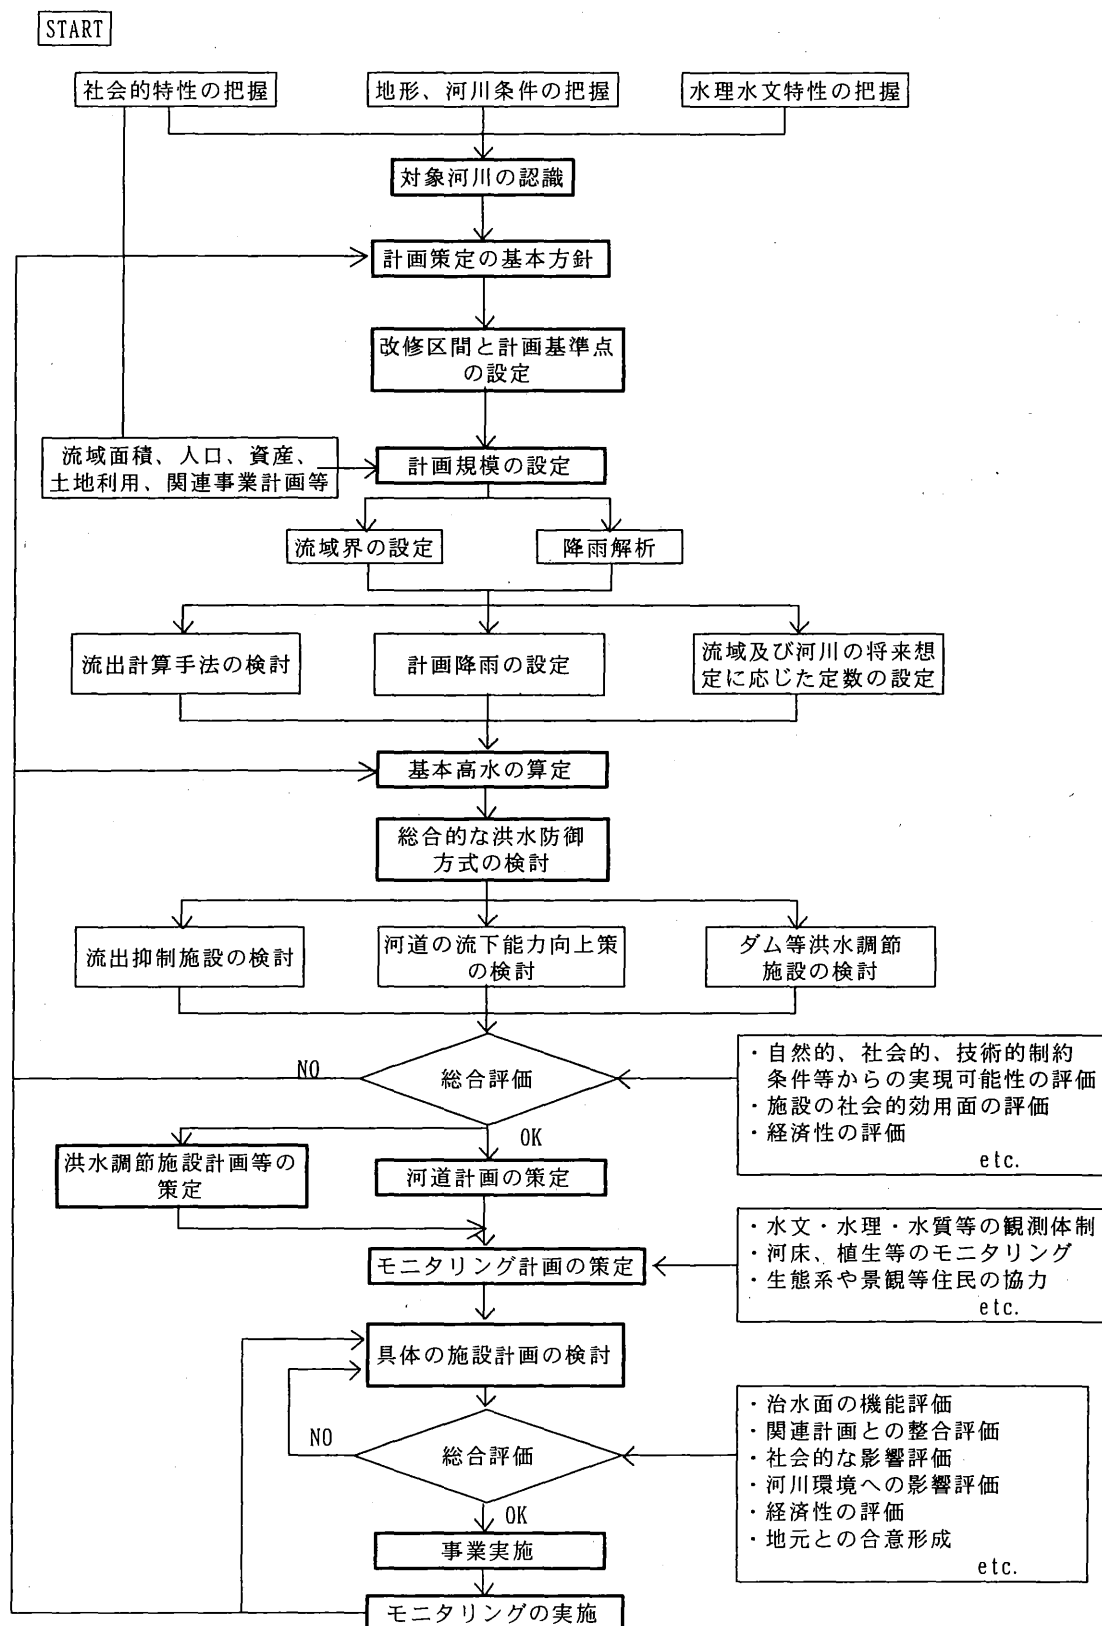 START
社会的特性の把握
地形、河川条件の把握
水理水文特性の把握
対象河川の認識
計画策定の基本方針
改修区間と計画基準点
の設定
流域面積、人口、資産、
土地利用、関連事業計画等
計画規模の設定
流域界の設定
降雨解析
流出計算手法の検討
計画降雨の設定
流域及び河川の将来想
定に応じた定数の設定
基本高水の算定
総合的な洪水防御
方式の検討
流出抑制施設の検討
河道の流下能力向上策
の検討
ダム等洪水調節
施設の検討
NO
総合評価
・自然的、社会的、技術的制約
条件等からの実現可能性の評価
・施設の社会的効用面の評価
・経済性の評価
etc.
OK
洪水調節施設計画等の
策定
河道計画の策定
・水文・水理・水質等の観測体制
・河床、植生等のモニタリング
・生態系や景観等住民の協力
etc.
モニタリング計画の策定
具体の施設計画の検討
NO
総合評価
・治水面の機能評価
・関連計画との整合評価
・社会的な影響評価
・河川環境への影響評価
・経済性の評価
・地元との合意形成
etc.
OK
事業実施
モニタリングの実施